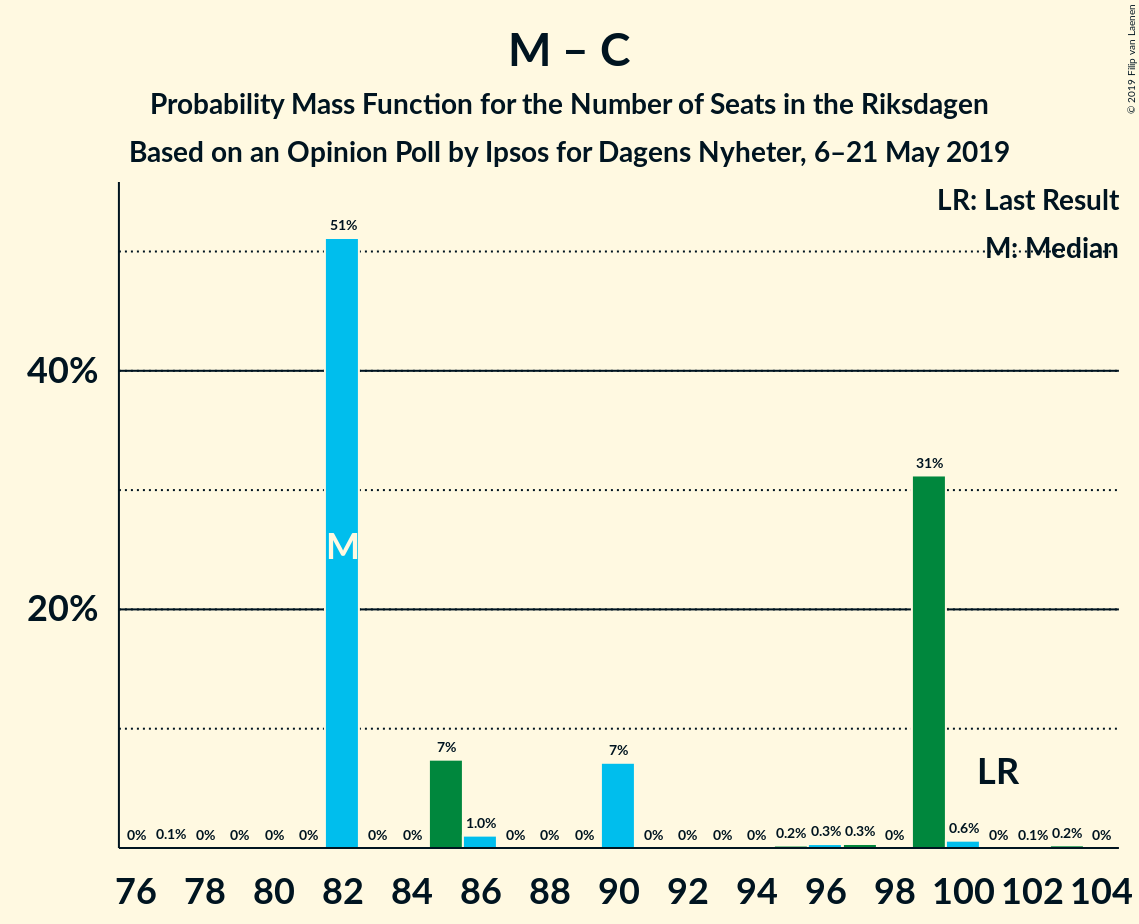 M – C
Probability Mass Function for the Number of Seats in the Riksdagen
Based on an Opinion Poll by Ipsos for Dagens Nyheter, 6–21 May 2019
© 2019 Filip van Laenen
LR: Last Result
M: Median
40%
20%
0% 0.1% 0% 0% 0% 0% 51% 0% 0% 7% 1.0% 0% 0% 0% 7% 0% 0% 0% 0% 0.2% 0.3% 0.3% 0% 31% 0.6% 0% 0.1% 0.2% 0%
M
LR
76 78 80 82 84 86 88 90 92 94 96 98 100 102 104